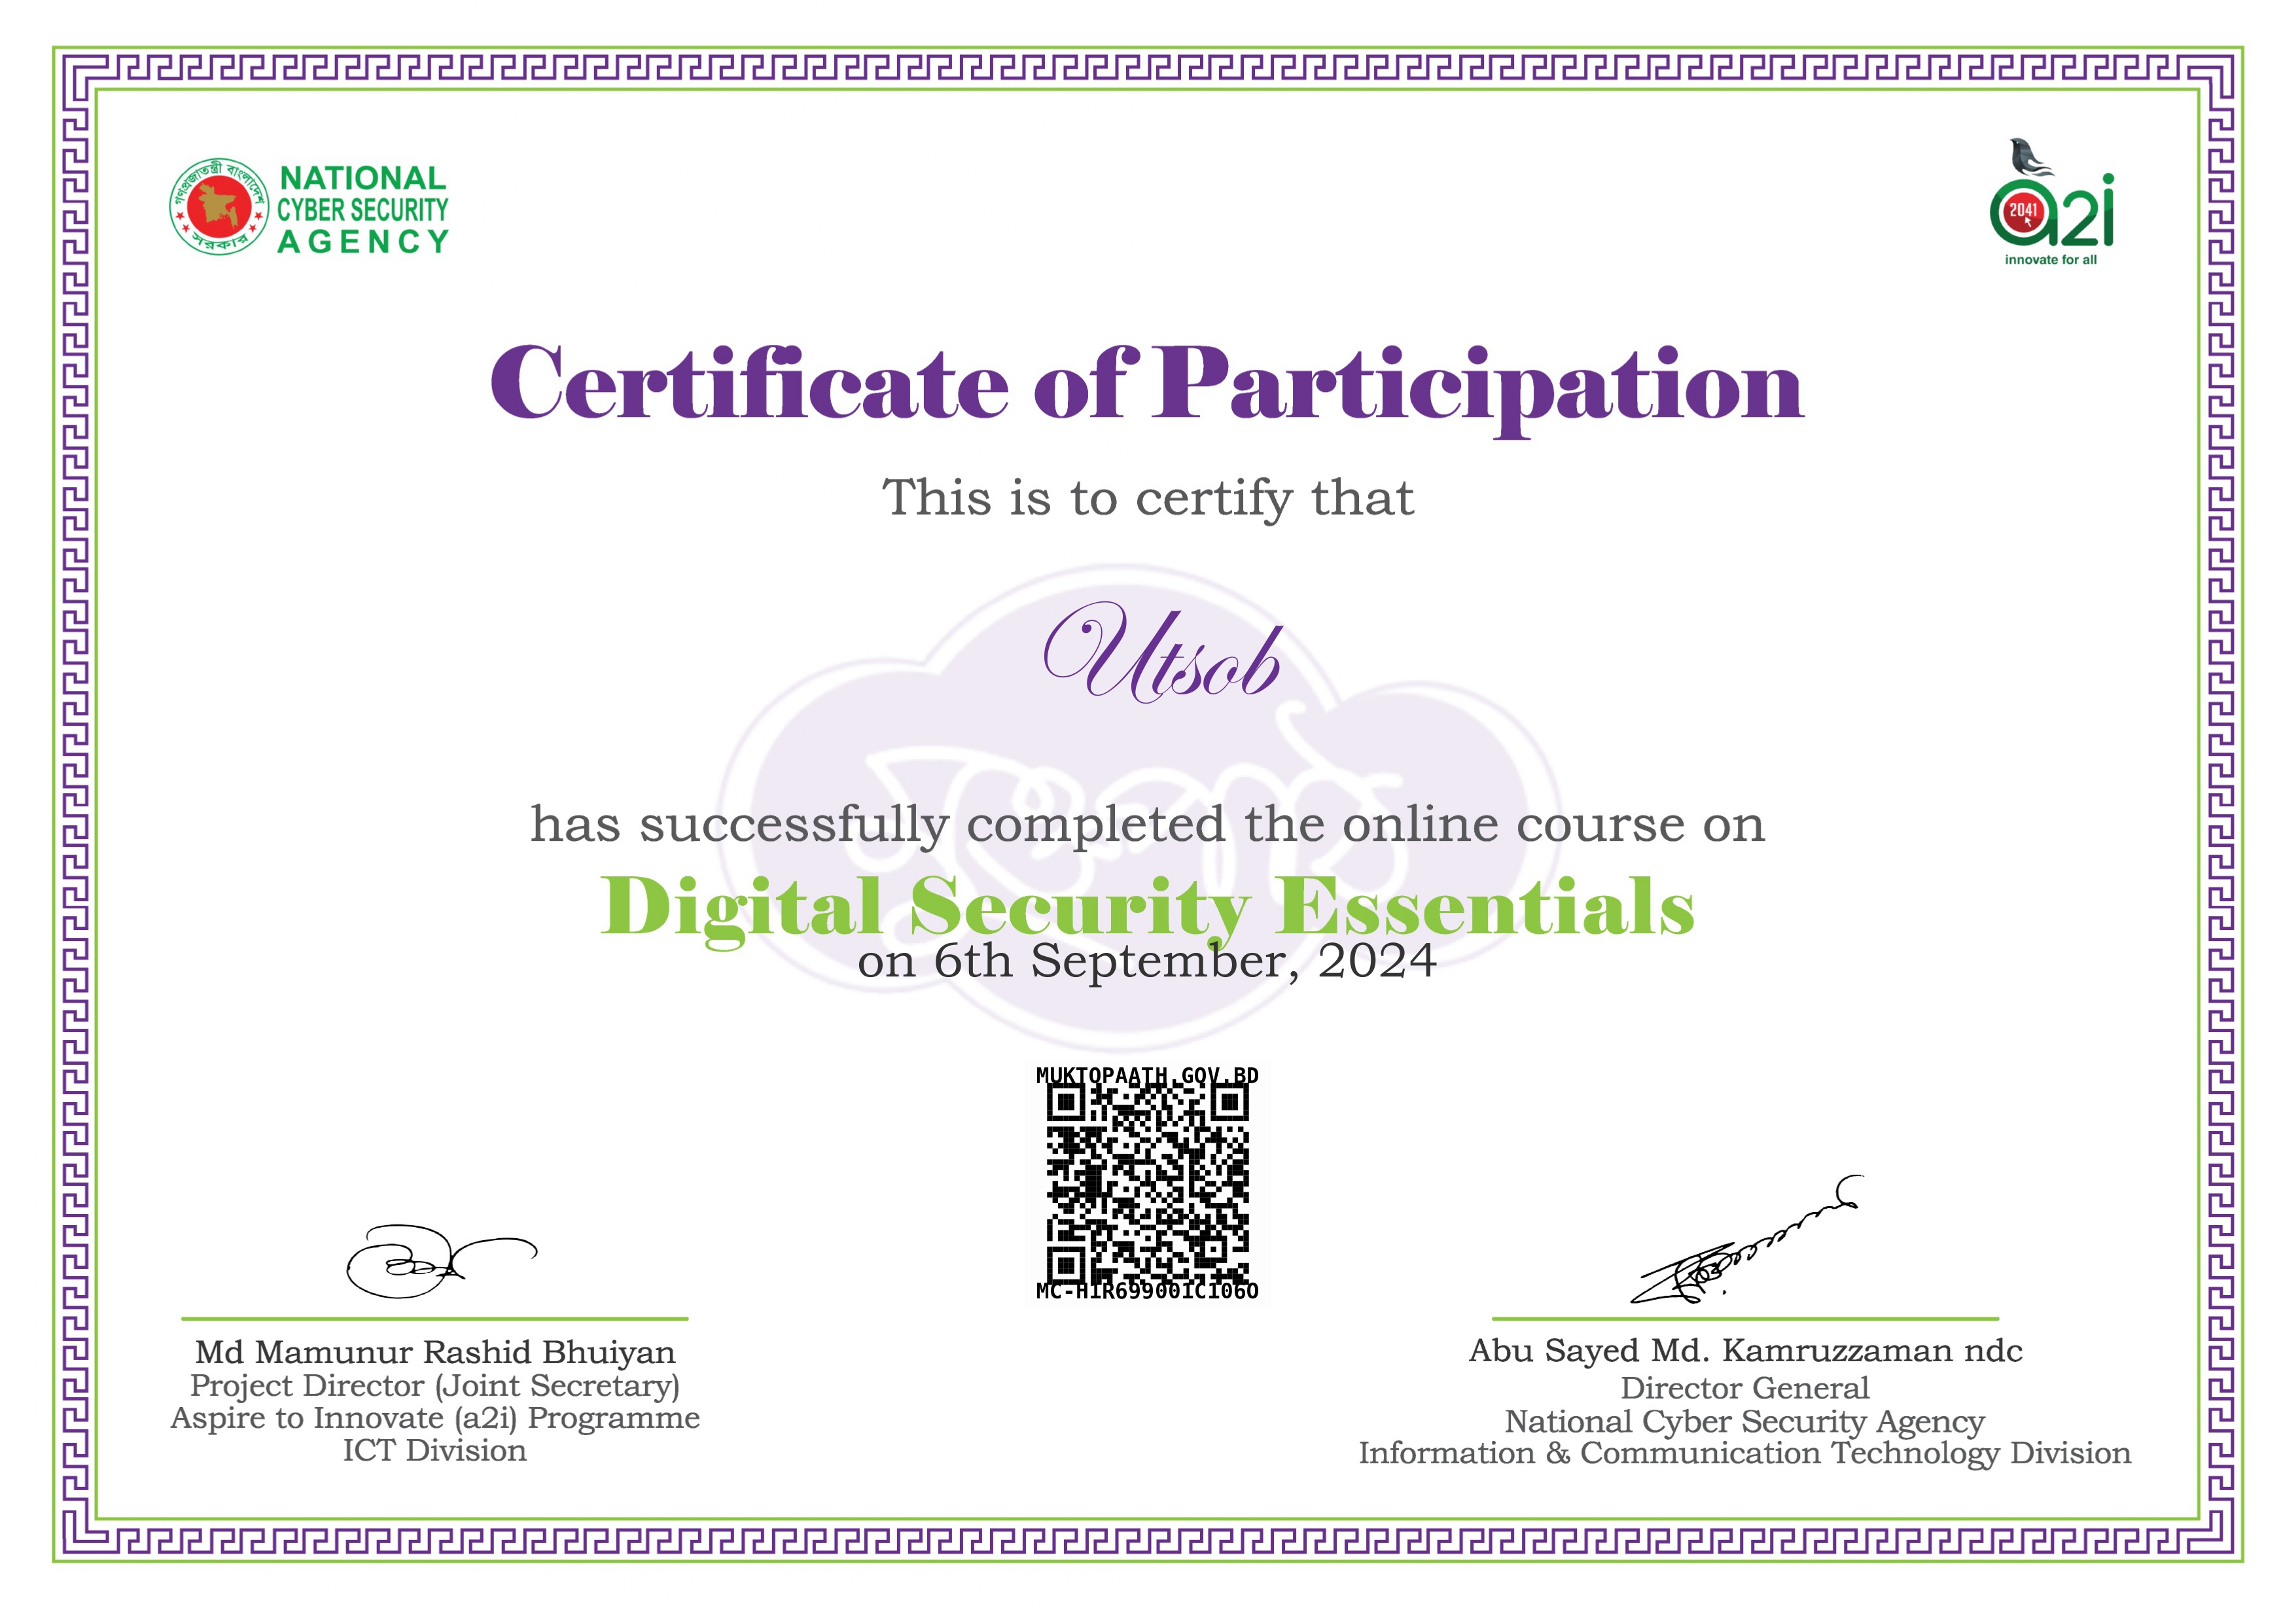 গণপ্রজাতন্ত্রী বাংলাদেশ
সরকার
NATIONAL
CYBER SECURITY
AGENCY
2041
a2i
innovate for all
Certificate of Participation
This is to certify that
Utsob
মুক্তপাঠ
has successfully completed the online course on
Digital Security Essentials
on 6th September, 2024
MUKTOPAATH.GOV.BD
MC-H1R699001C106O
Md Mamunur Rashid Bhuiyan
Project Director (Joint Secretary)
Aspire to Innovate (a2i) Programme
ICT Division
Abu Sayed Md. Kamruzzaman ndc
Director General
National Cyber Security Agency
Information & Communication Technology Division